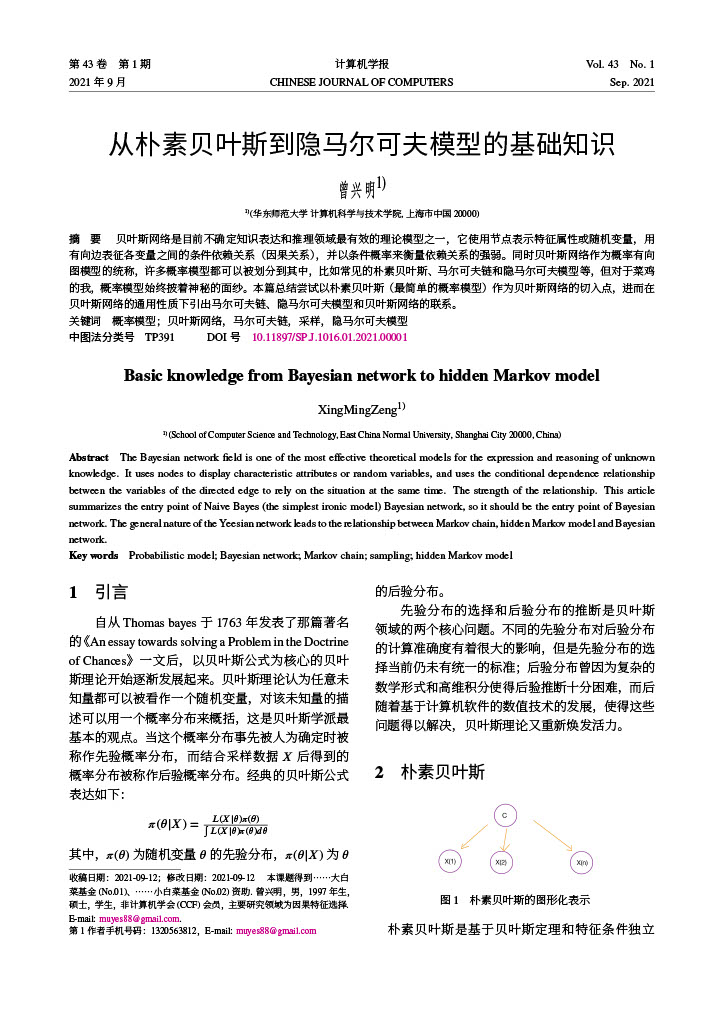 第 43 卷 第 1 期 计算机学报 Vol. 43 No. 1
2021 年 9 月 CHINESE JOURNAL OF COMPUTERS Sep. 2021
从朴素贝叶斯到隐马尔可夫模型的基础知识
曾兴明1)
1)(华东师范大学 计算机科学与技术学院, 上海市中国 20000)
摘 要 贝叶斯网络是目前不确定知识表达和推理领域最有效的理论模型之一，它使用节点表示特征属性或随机变量，用
有向边表征各变量之间的条件依赖关系（因果关系），并以条件概率来衡量依赖关系的强弱。同时贝叶斯网络作为概率有向
图模型的统称，许多概率模型都可以被划分到其中，比如常见的朴素贝叶斯、马尔可夫链和隐马尔可夫模型等，但对于菜鸡
的我，概率模型始终披着神秘的面纱。本篇总结尝试以朴素贝叶斯（最简单的概率模型）作为贝叶斯网络的切入点，进而在
贝叶斯网络的通用性质下引出马尔可夫链、隐马尔可夫模型和贝叶斯网络的联系。
关键词 概率模型；贝叶斯网络，马尔可夫链，采样，隐马尔可夫模型
中图法分类号 TP391 DOI 号 10.11897/SP.J.1016.01.2021.00001
Basic knowledge from Bayesian network to hidden Markov model
XingMingZeng1)
1)(School of Computer Science and Technology, East China Normal University, Shanghai City 20000, China)
Abstract The Bayesian network field is one of the most effective theoretical models for the expression and reasoning of unknown
knowledge. It uses nodes to display characteristic attributes or random variables, and uses the conditional dependence relationship
between the variables of the directed edge to rely on the situation at the same time. The strength of the relationship. This article
summarizes the entry point of Naive Bayes (the simplest ironic model) Bayesian network, so it should be the entry point of Bayesian
network. The general nature of the Yeesian network leads to the relationship between Markov chain, hidden Markov model and Bayesian
network.
Key words Probabilistic model; Bayesian network; Markov chain; sampling; hidden Markov model
1 引言
自从 Thomas bayes 于 1763 年发表了那篇著名
的《An essay towards solving a Problem in the Doctrine
of Chances》一文后，以贝叶斯公式为核心的贝叶
斯理论开始逐渐发展起来。贝叶斯理论认为任意未
知量都可以被看作一个随机变量，对该未知量的描
述可以用一个概率分布来概括，这是贝叶斯学派最
基本的观点。当这个概率分布事先被人为确定时被
称作先验概率分布，而结合采样数据 X 后得到的
概率分布被称作后验概率分布。经典的贝叶斯公式
表达如下：
π(θ|X) = L(X|θ)π(θ) / ∫ L(X|θ)π(θ)dθ
其中，π(θ) 为随机变量 θ 的先验分布，π(θ|X) 为 θ
收稿日期：2021-09-12；修改日期：2021-09-12 本课题得到……大白
菜基金 (No.01)、……小白菜基金 (No.02) 资助. 曾兴明，男，1997 年生，
硕士，学生，非计算机学会 (CCF) 会员，主要研究领域为因果特征选择.
E-mail: muyes88@gmail.com.
第 1 作者手机号码：1320563812，E-mail: muyes88@gmail.com
的后验分布。
先验分布的选择和后验分布的推断是贝叶斯
领域的两个核心问题。不同的先验分布对后验分布
的计算准确度有着很大的影响，但是先验分布的选
择当前仍未有统一的标准；后验分布曾因为复杂的
数学形式和高维积分使得后验推断十分困难，而后
随着基于计算机软件的数值技术的发展，使得这些
问题得以解决，贝叶斯理论又重新焕发活力。
2 朴素贝叶斯
C
X(1) X(2) X(n)
图 1 朴素贝叶斯的图形化表示
朴素贝叶斯是基于贝叶斯定理和特征条件独立